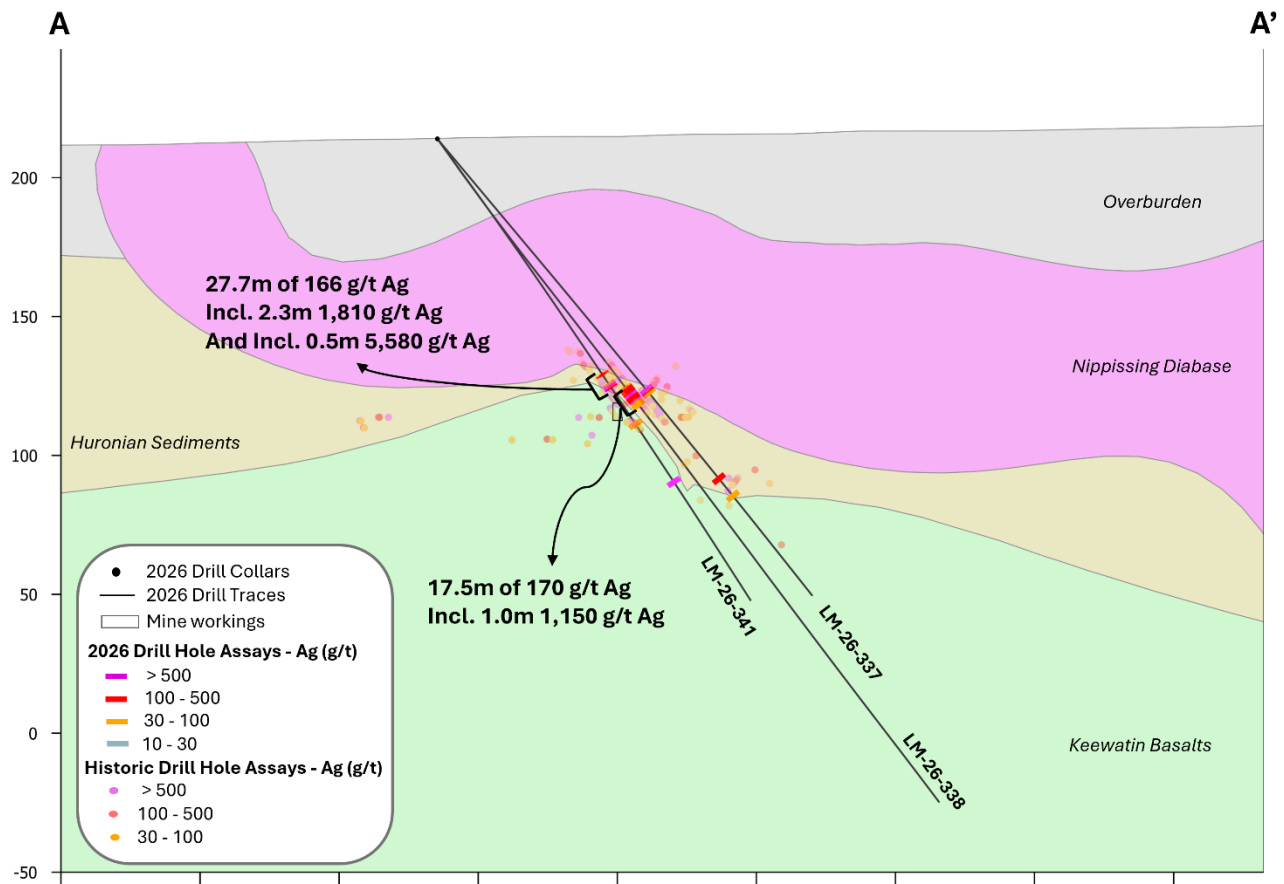 A
A’
200
150
100
50
0
-50
Overburden
27.7m of 166 g/t Ag
Incl. 2.3m 1,810 g/t Ag
And Incl. 0.5m 5,580 g/t Ag
Nippissing Diabase
Huronian Sediments
17.5m of 170 g/t Ag
Incl. 1.0m 1,150 g/t Ag
LM-26-341
LM-26-337
LM-26-338
Keewatin Basalts
2026 Drill Collars
2026 Drill Traces
Mine workings
2026 Drill Hole Assays - Ag (g/t)
> 500
100 - 500
30 - 100
10 - 30
Historic Drill Hole Assays - Ag (g/t)
> 500
100 - 500
30 - 100